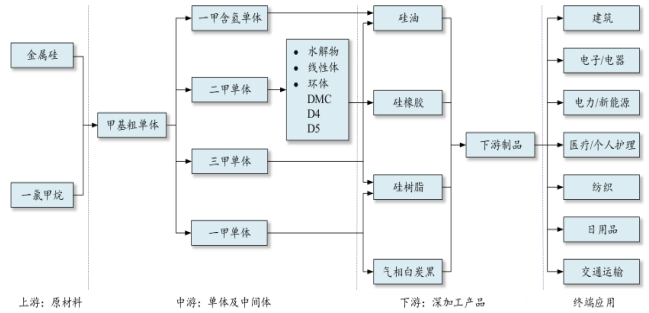 金属硅
一氯甲烷
甲基粗单体
一甲含氢单体
二甲单体
三甲单体
一甲单体
● 水解物
● 线性体
● 环体
DMC
D4
D5
硅油
硅橡胶
硅树脂
气相白炭黑
下游制品
建筑
电子/电器
电力/新能源
医疗/个人护理
纺织
日用品
交通运输
上游：原材料
中游：单体及中间体
下游：深加工产品
终端应用